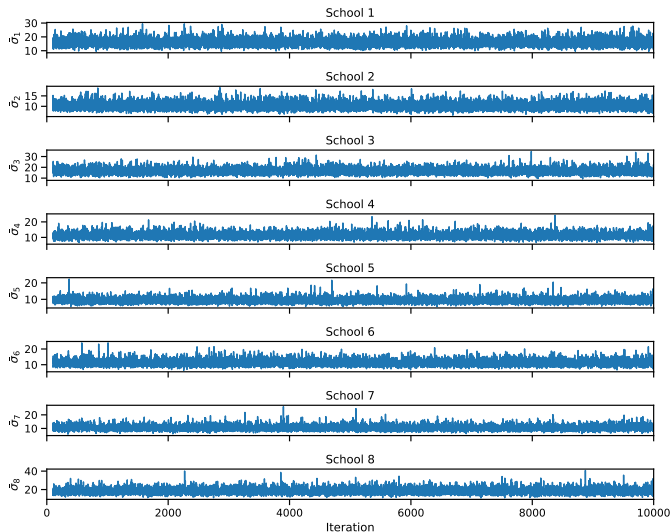 School 1
30
20
10
σ̄₁
School 2
15
10
σ̄₂
School 3
30
20
10
σ̄₃
School 4
20
10
σ̄₄
School 5
20
10
σ̄₅
School 6
20
10
σ̄₆
School 7
20
10
σ̄₇
School 8
40
20
σ̄₈
0 2000 4000 6000 8000 10000
Iteration